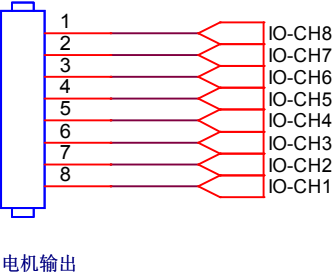 1 IO-CH8
2 IO-CH7
3 IO-CH6
4 IO-CH5
5 IO-CH4
6 IO-CH3
7 IO-CH2
8 IO-CH1
电机输出